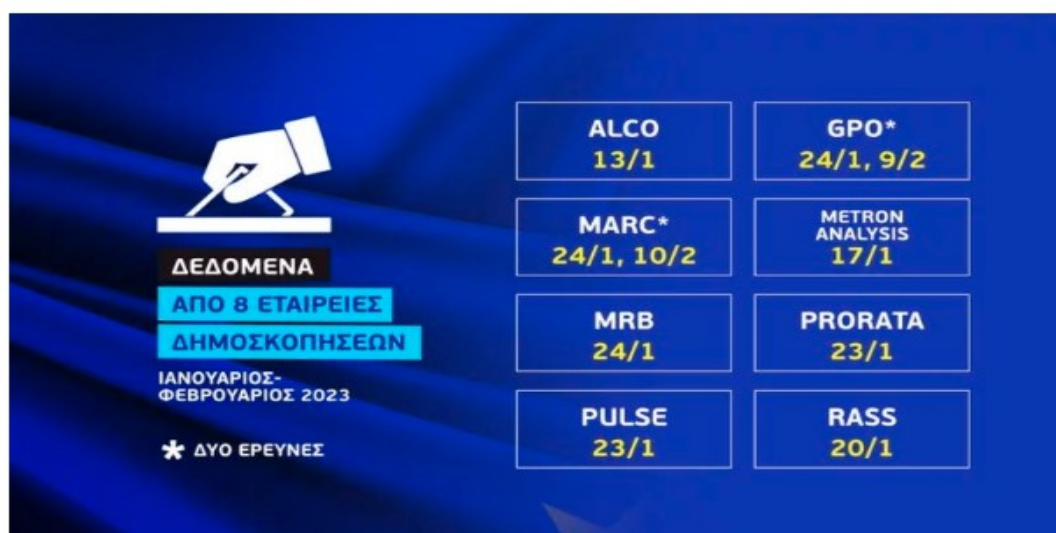 ΔΕΔΟΜΕΝΑ
ΑΠΟ 8 ΕΤΑΙΡΕΙΕΣ
ΔΗΜΟΣΚΟΠΗΣΕΩΝ
ΙΑΝΟΥΑΡΙΟΣ-
ΦΕΒΡΟΥΑΡΙΟΣ 2023
* ΔΥΟ ΕΡΕΥΝΕΣ
ALCO
13/1
GPO*
24/1, 9/2
MARC*
24/1, 10/2
METRON
ANALYSIS
17/1
MRB
24/1
PRORATA
23/1
PULSE
23/1
RASS
20/1